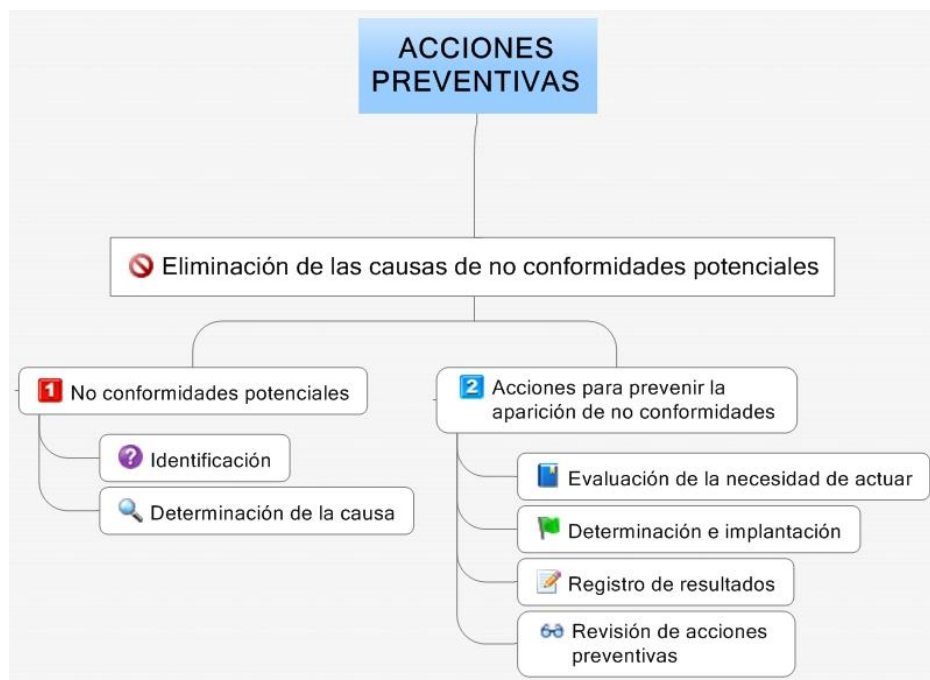 ACCIONES
PREVENTIVAS
Eliminación de las causas de no conformidades potenciales
1 No conformidades potenciales
? Identificación
Determinación de la causa
2 Acciones para prevenir la
aparición de no conformidades
Evaluación de la necesidad de actuar
Determinación e implantación
Registro de resultados
Revisión de acciones
preventivas